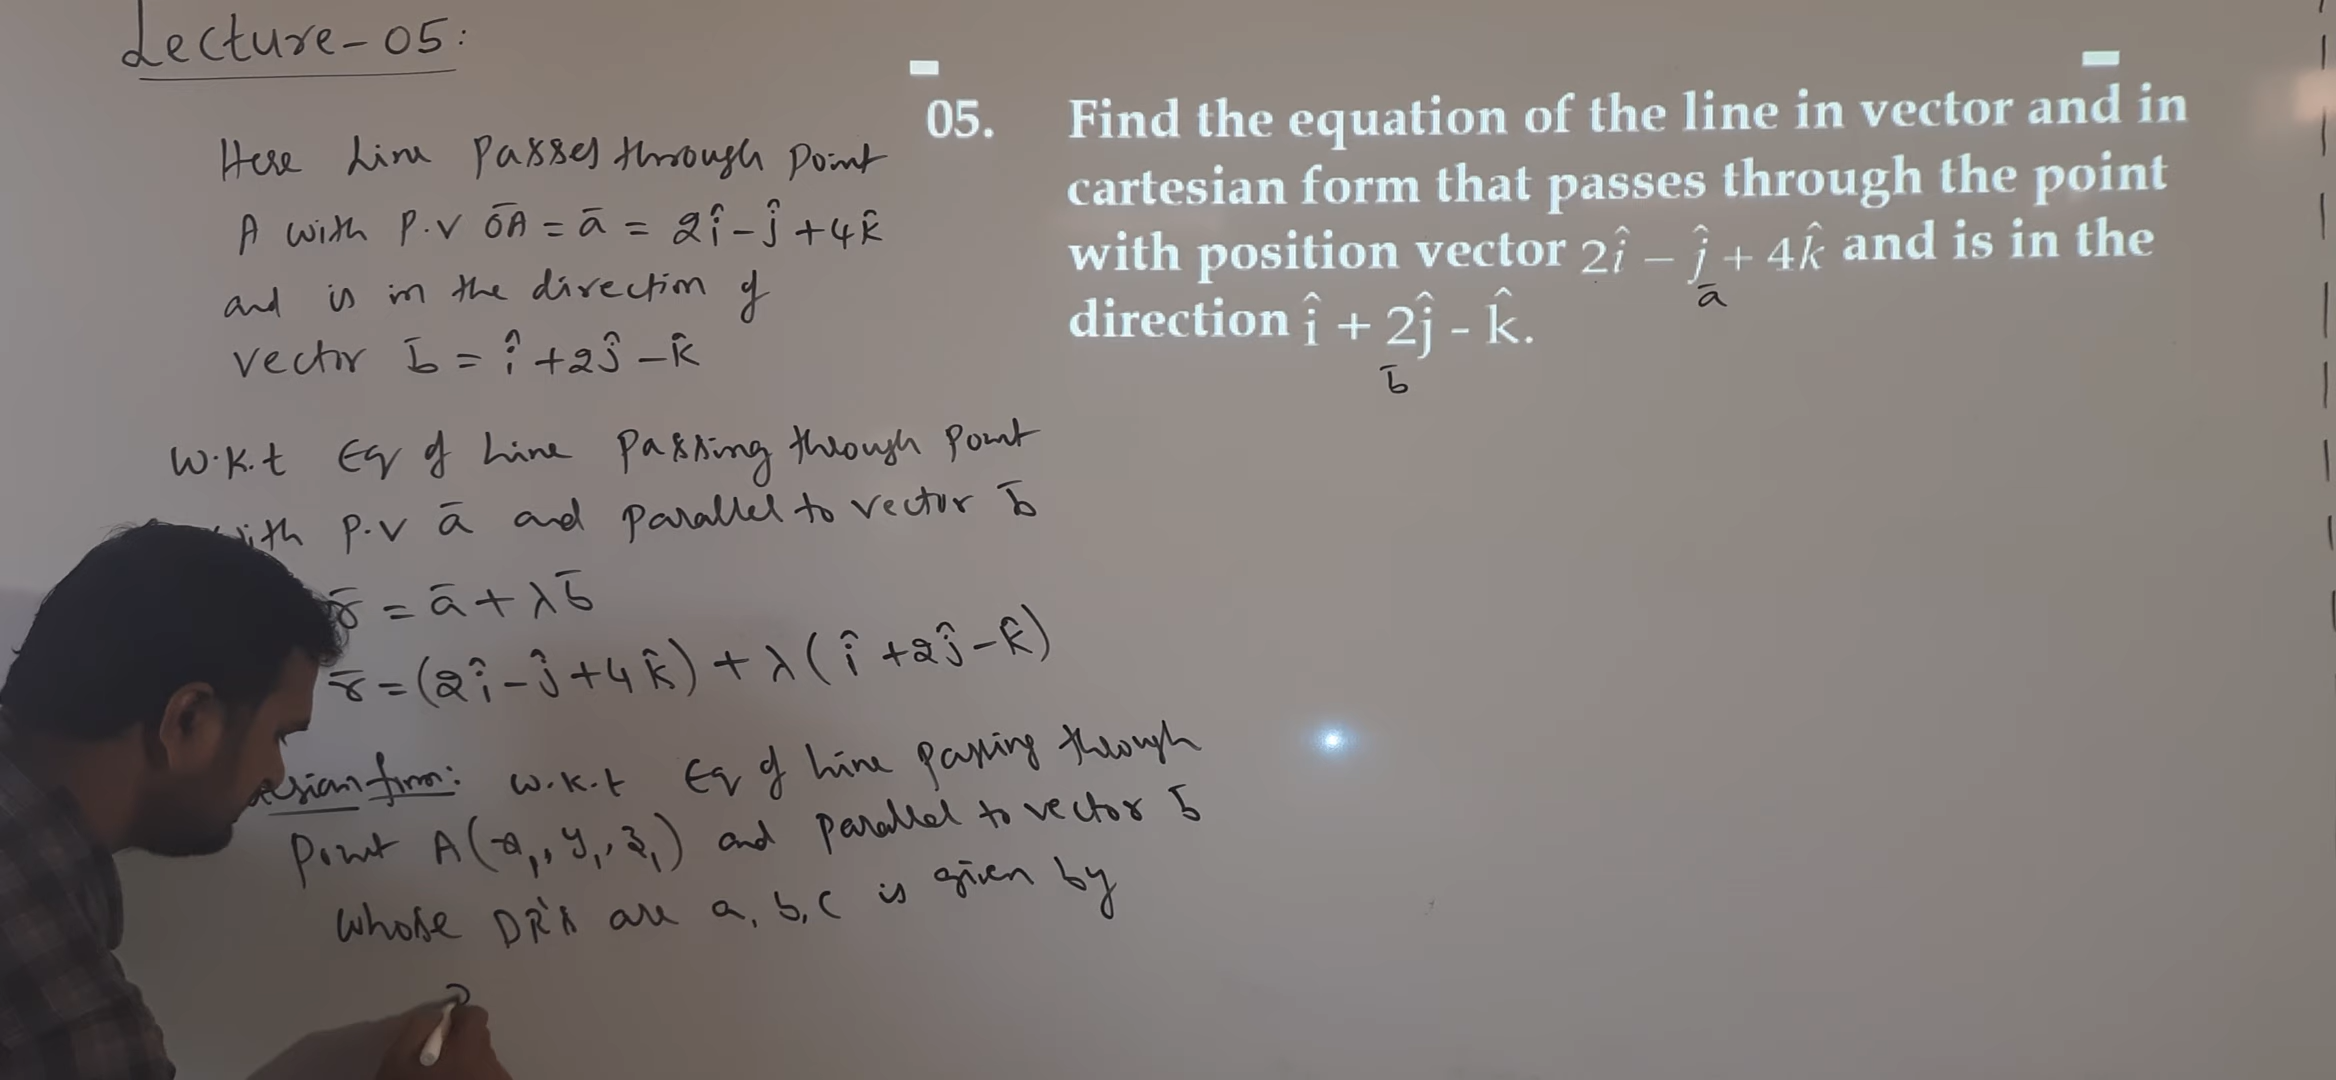 Lecture-05:
Here Line passes through point
A with P.V O̅A̅ = a̅ = 2î - ĵ + 4k̂
and is in the direction of
vector b̅ = î + 2ĵ - k̂
W.K.t Eq of Line passing through point
with P.V a̅ and parallel to vector b̅
r̅ = a̅ + λb̅
r̅ = (2î - ĵ + 4k̂) + λ(î + 2ĵ - k̂)
esian form: W.K.t Eq of Line passing through
point A(x₁, y₁, z₁) and parallel to vector b̅
whose DR's are a, b, c is given by
05. Find the equation of the line in vector and in
cartesian form that passes through the point
with position vector 2î – ĵ + 4k̂ and is in the
a̅
direction î + 2ĵ - k̂.
b̅